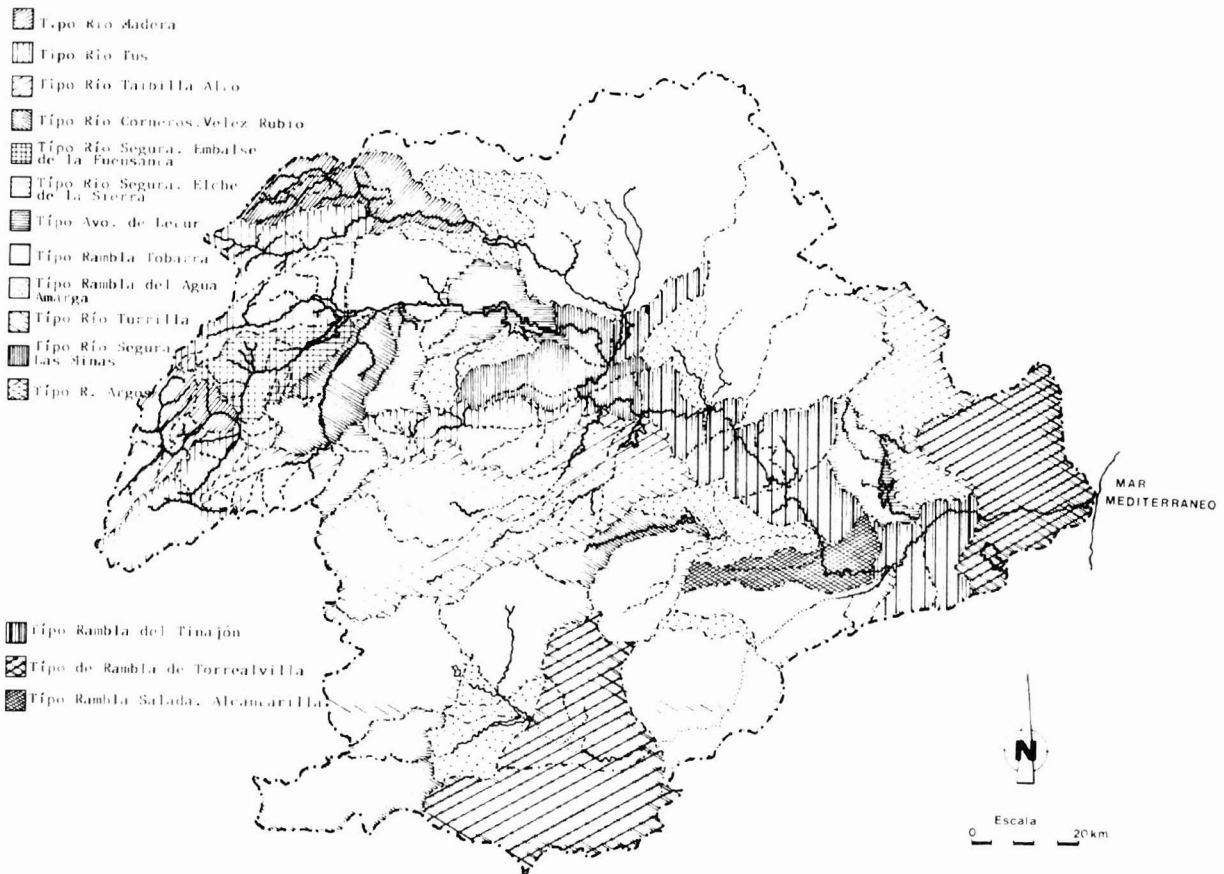 Tipo Río Madera
Tipo Río Tus
Tipo Río Taibilla Alto
Tipo Río Corneros.Velez Rubio
Tipo Río Segura. Embalse
de la Fuensanta
Tipo Río Segura. Elche
de la Sierra
Tipo Avo. de Letur
Tipo Rambla Tobarra
Tipo Rambla del Agua
Amarga
Tipo Río Turrilla
Tipo Río Segura
Las Minas
Tipo R. Argos
MAR
MEDITERRANEO
Tipo Rambla del Tinajón
Tipo de Rambla de Torrealvilla
Tipo Rambla Salada. Alcantarilla
N
Escala
0 20 km